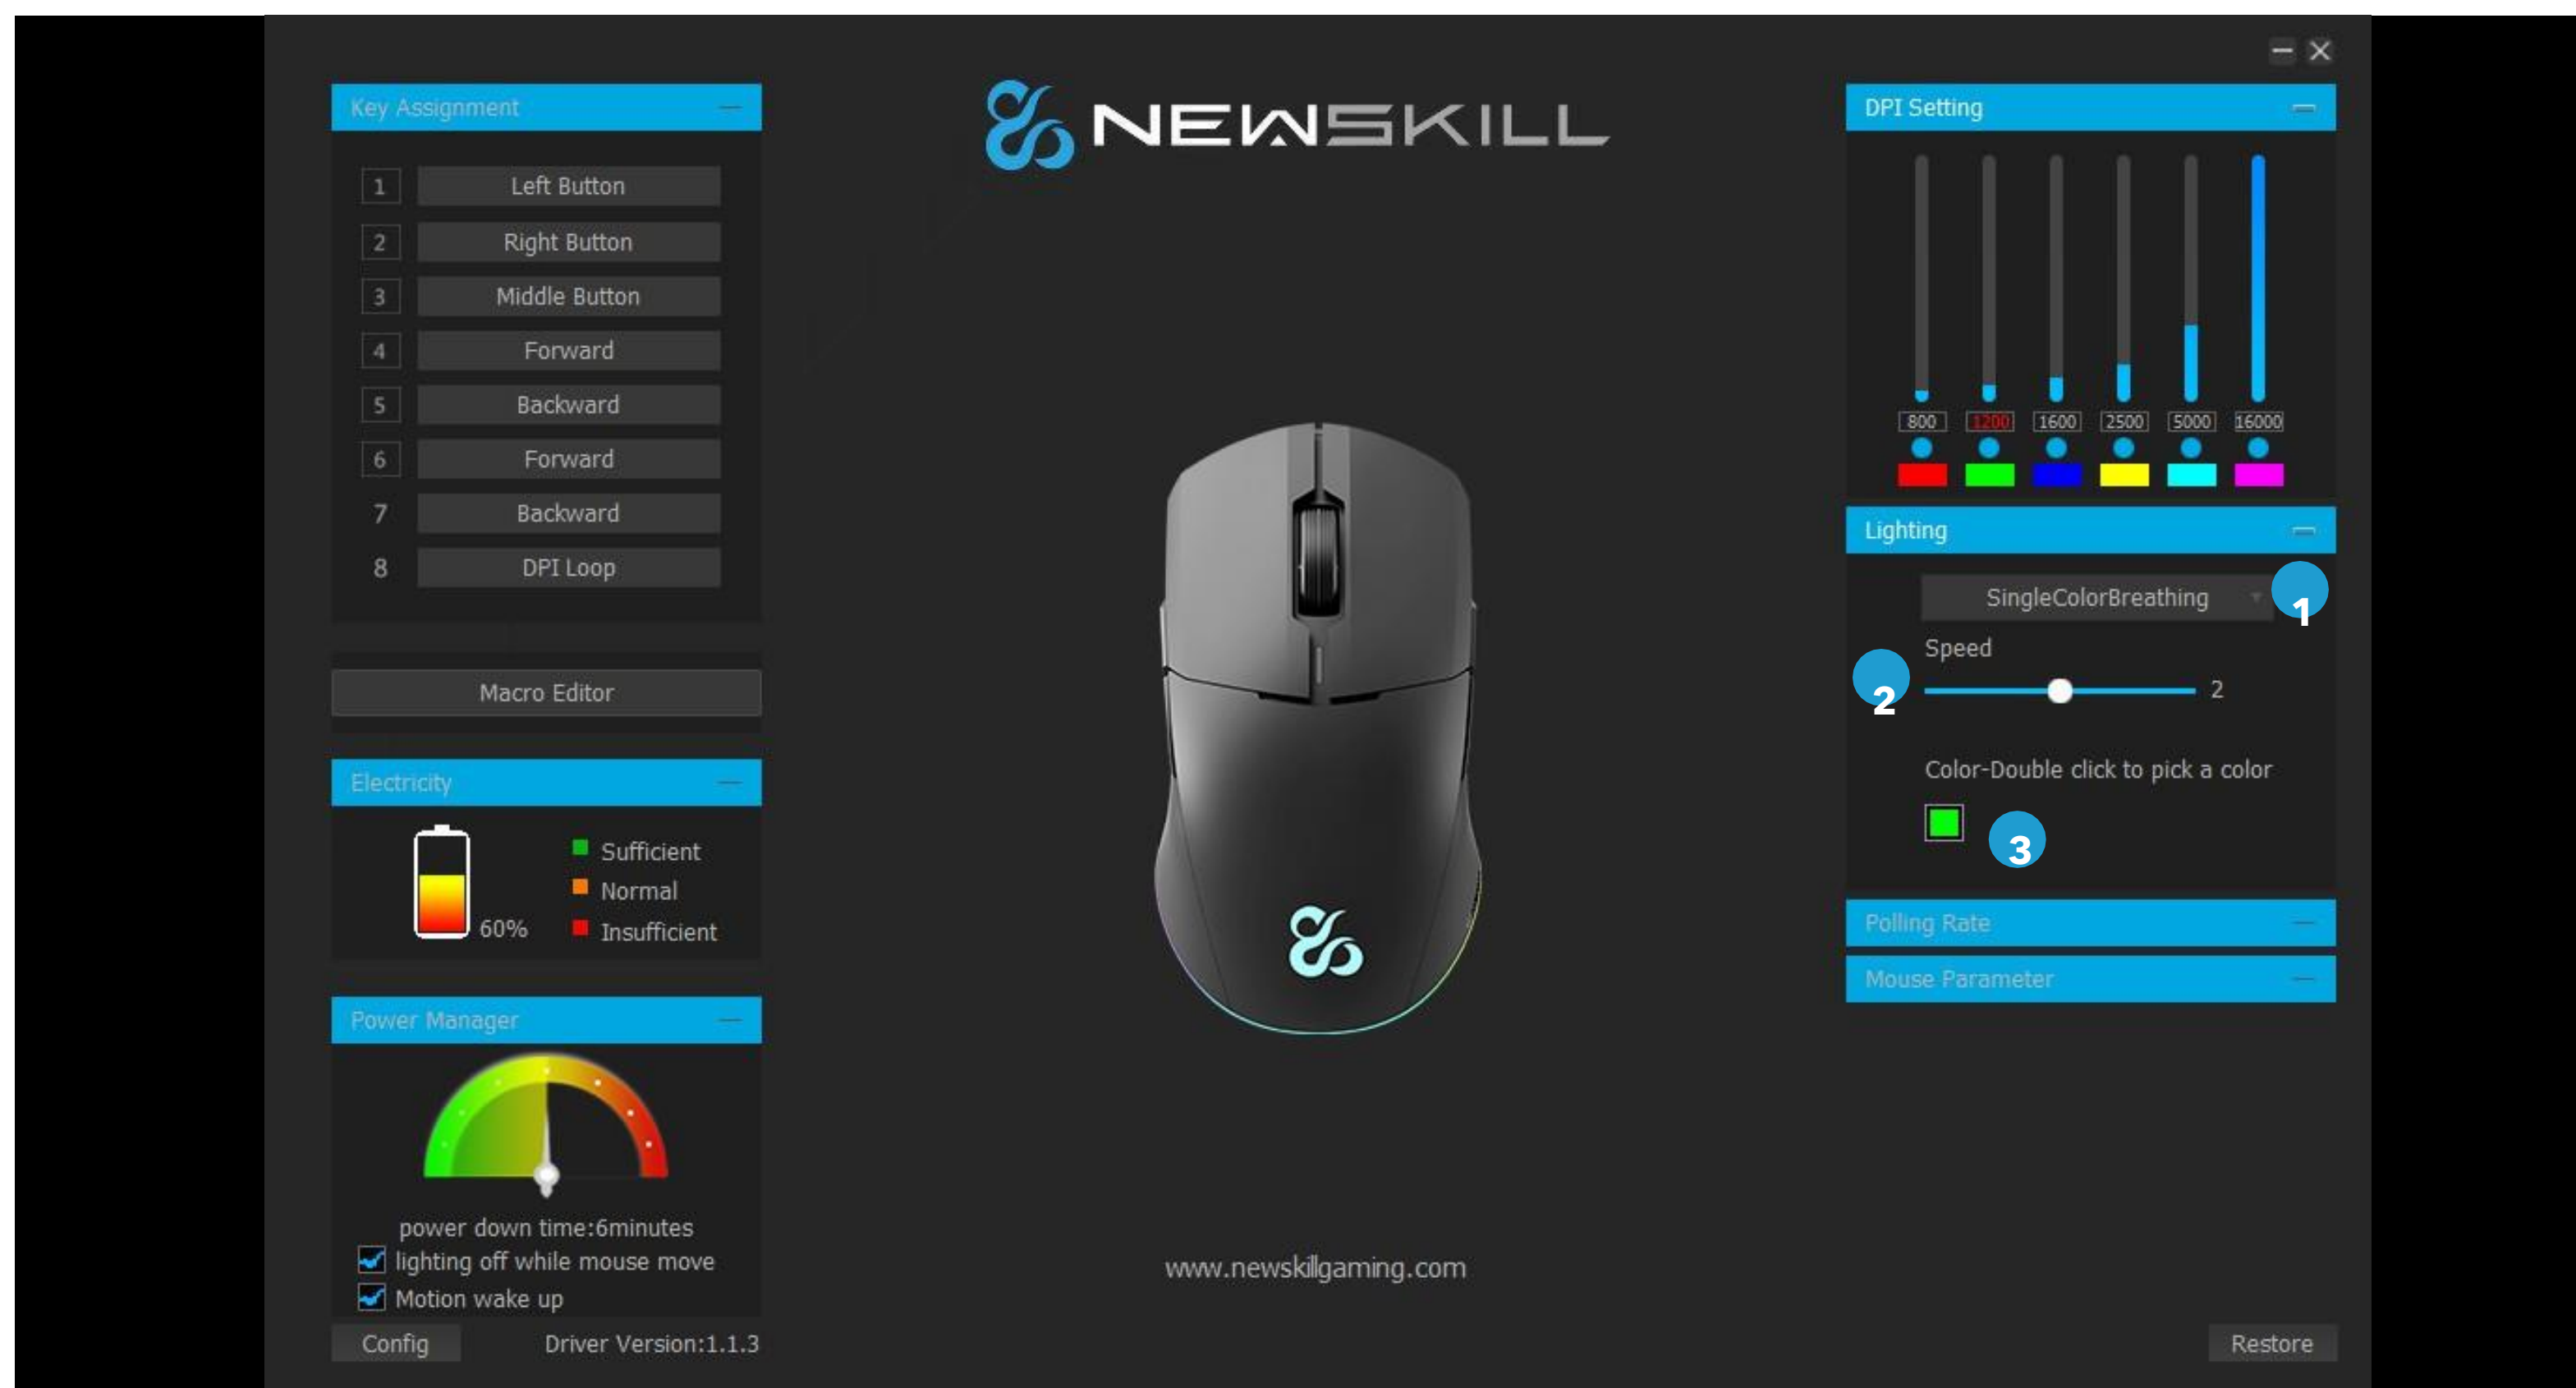 Key Assignment
1 Left Button
2 Right Button
3 Middle Button
4 Forward
5 Backward
6 Forward
7 Backward
8 DPI Loop
Macro Editor
Electricity
60%
Sufficient
Normal
Insufficient
Power Manager
power down time:6minutes
lighting off while mouse move
Motion wake up
Config
Driver Version:1.1.3
NEWSKILL
www.newskillgaming.com
DPI Setting
800 1200 1600 2500 5000 16000
Lighting
SingleColorBreathing
1
Speed
2
2
Color-Double click to pick a color
3
Polling Rate
Mouse Parameter
Restore